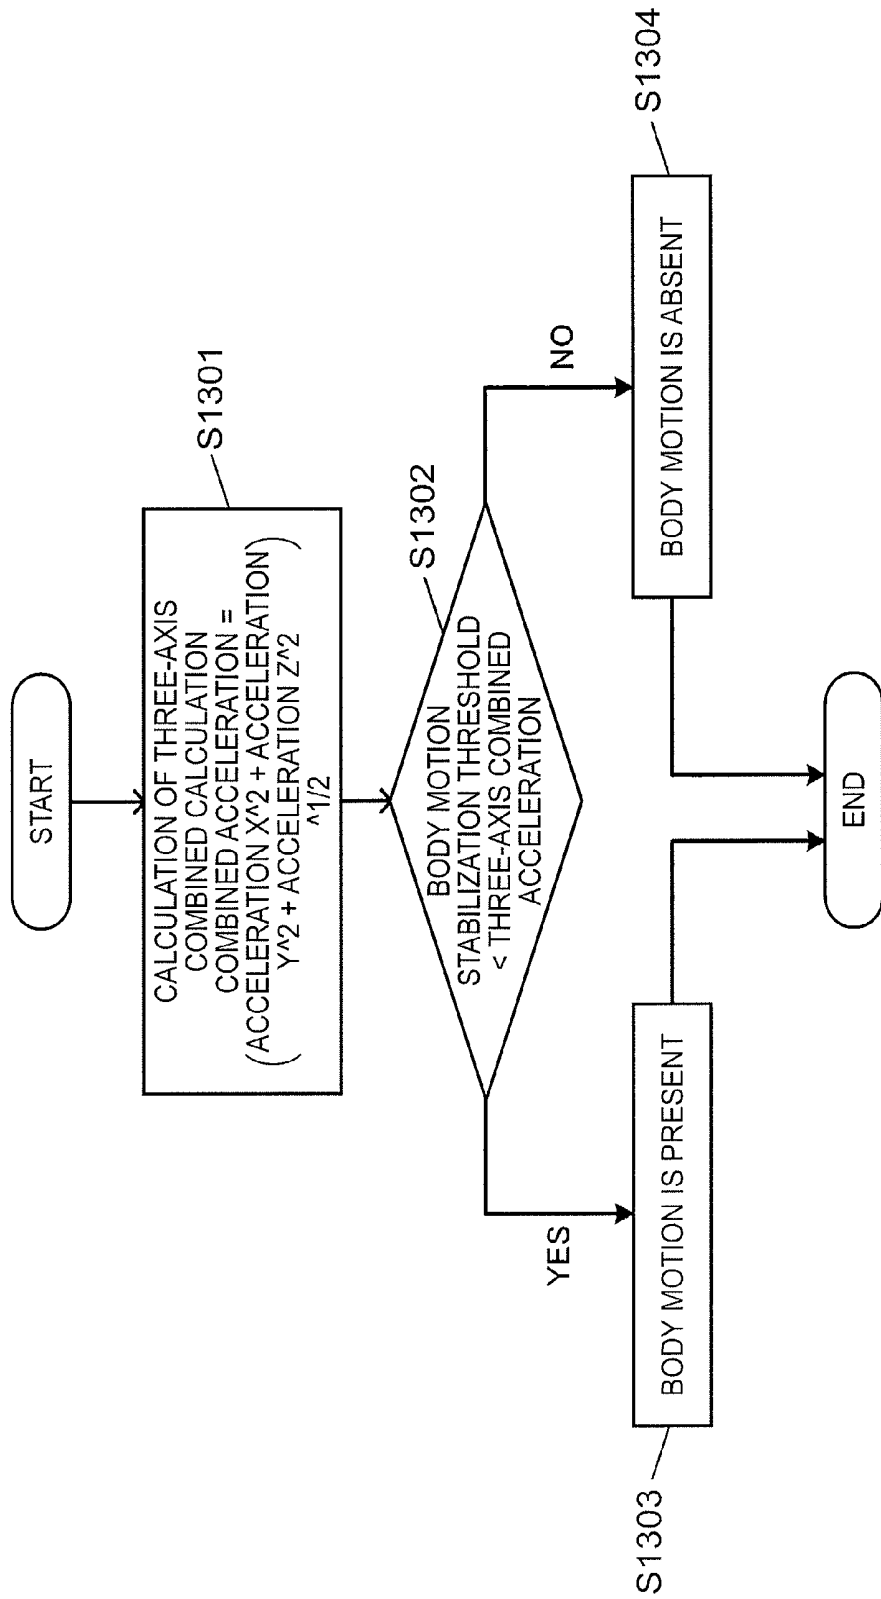 START
CALCULATION OF THREE-AXIS
COMBINED CALCULATION
COMBINED ACCELERATION =
(ACCELERATION X^2 + ACCELERATION
Y^2 + ACCELERATION Z^2)
^1/2
S1301
BODY MOTION
STABILIZATION THRESHOLD
< THREE-AXIS COMBINED
ACCELERATION
S1302
YES
NO
S1303
BODY MOTION IS PRESENT
BODY MOTION IS ABSENT
S1304
END